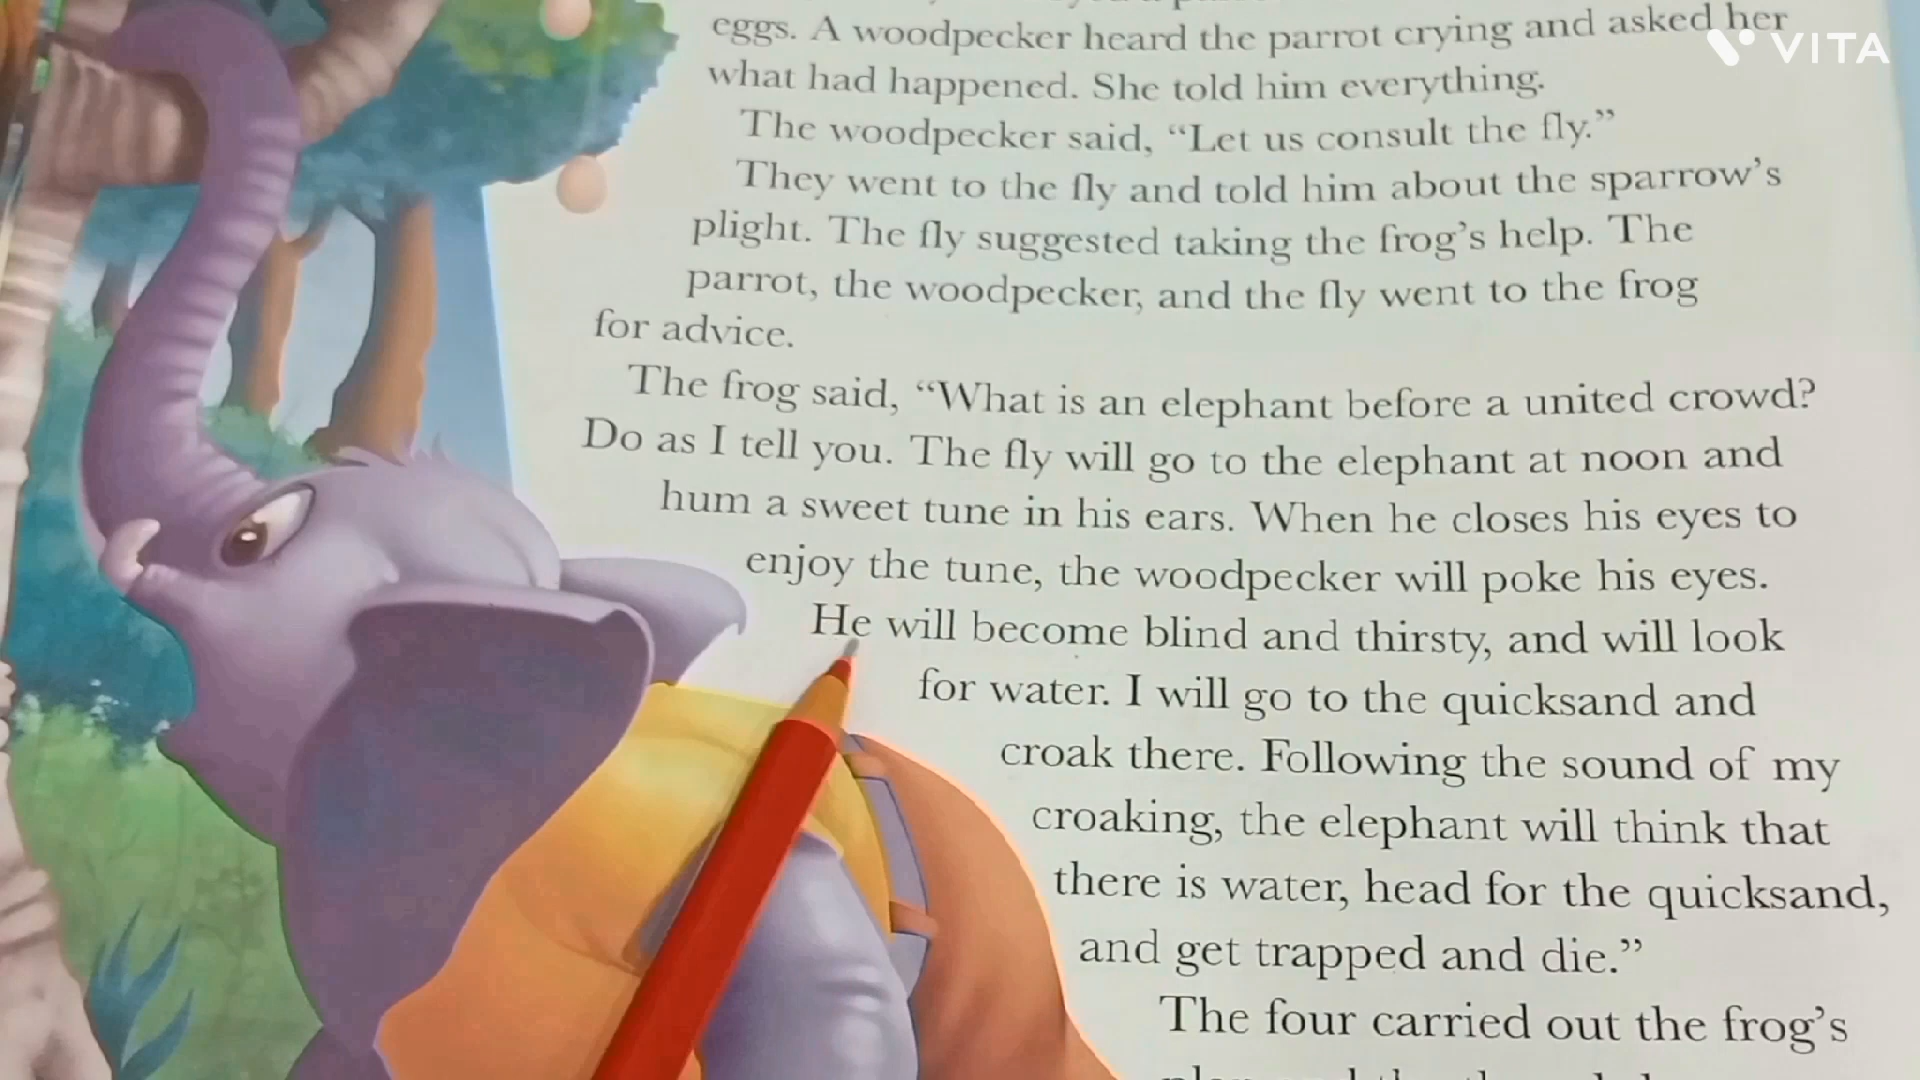 eggs. A woodpecker heard the parrot crying and asked her
VITA
what had happened. She told him everything.
The woodpecker said, “Let us consult the fly.”
They went to the fly and told him about the sparrow’s
plight. The fly suggested taking the frog’s help. The
parrot, the woodpecker, and the fly went to the frog
for advice.
The frog said, “What is an elephant before a united crowd?
Do as I tell you. The fly will go to the elephant at noon and
hum a sweet tune in his ears. When he closes his eyes to
enjoy the tune, the woodpecker will poke his eyes.
He will become blind and thirsty, and will look
for water. I will go to the quicksand and
croak there. Following the sound of my
croaking, the elephant will think that
there is water, head for the quicksand,
and get trapped and die.”
The four carried out the frog’s